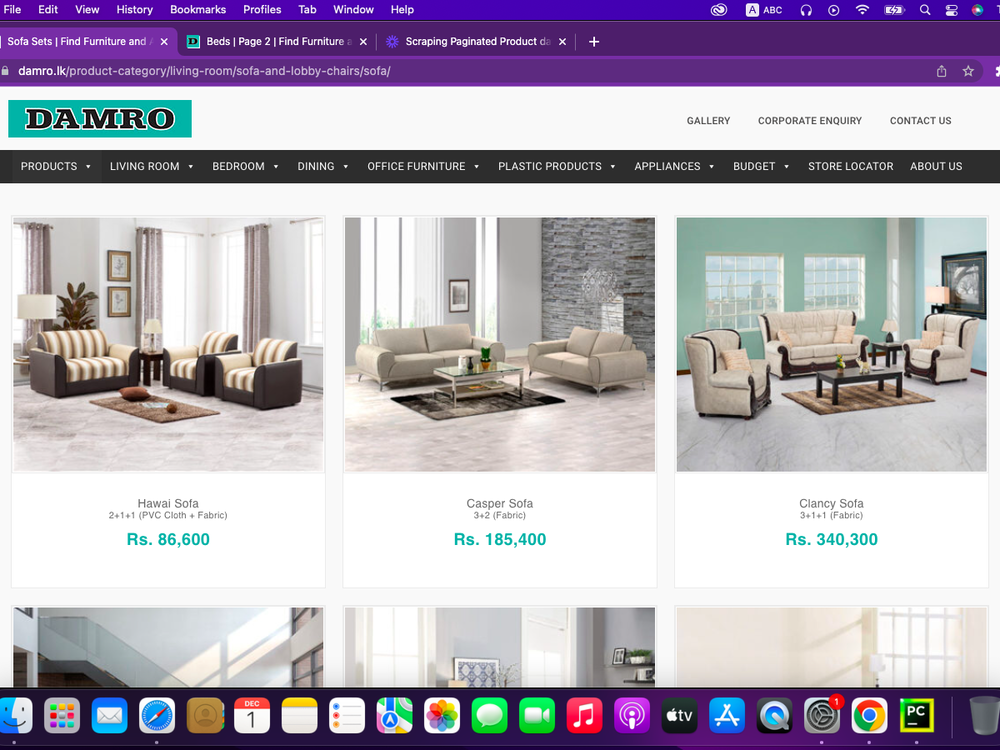 File Edit View History Bookmarks Profiles Tab Window Help A ABC
Sofa Sets | Find Furniture and Beds | Page 2 | Find Furniture Scraping Paginated Product da
damro.lk/product-category/living-room/sofa-and-lobby-chairs/sofa/
DAMRO
GALLERY CORPORATE ENQUIRY CONTACT US
PRODUCTS LIVING ROOM BEDROOM DINING OFFICE FURNITURE PLASTIC PRODUCTS APPLIANCES BUDGET STORE LOCATOR ABOUT US
Hawai Sofa
2+1+1 (PVC Cloth + Fabric)
Rs. 86,600
Casper Sofa
3+2 (Fabric)
Rs. 185,400
Clancy Sofa
3+1+1 (Fabric)
Rs. 340,300
DEC
1
tv
1
PC